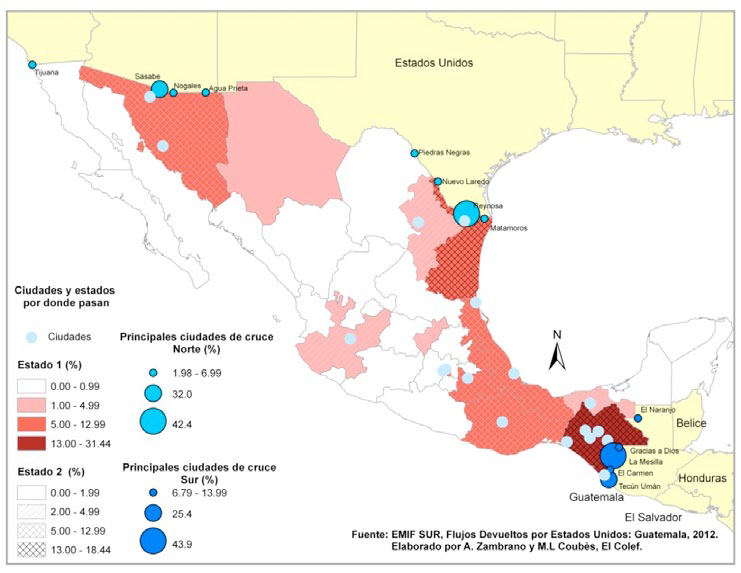 Estados Unidos
Tijuana
Sasabe
Nogales
Agua Prieta
Piedras Negras
Nuevo Laredo
Reynosa
Matamoros
N
El Naranjo
Belice
Gracias a Dios
La Mesilla
El Carmen
Tecún Umán
Honduras
Guatemala
El Salvador
Ciudades y estados
por donde pasan
Ciudades
Estado 1 (%)
0.00 - 0.99
1.00 - 4.99
5.00 - 12.99
13.00 - 31.44
Estado 2 (%)
0.00 - 1.99
2.00 - 4.99
5.00 - 12.99
13.00 - 18.44
Principales ciudades de cruce
Norte (%)
1.98 - 6.99
32.0
42.4
Principales ciudades de cruce
Sur (%)
6.79 - 13.99
25.4
43.9
Fuente: EMIF SUR, Flujos Devueltos por Estados Unidos: Guatemala, 2012.
Elaborado por A. Zambrano y M.L Coubès, El Colef.